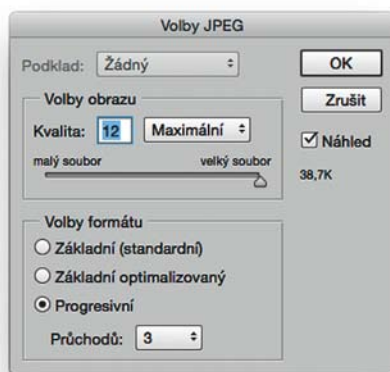 Volby JPEG
Podklad: Žádný
OK
Zrušit
Náhled
38,7K
Volby obrazu
Kvalita: 12 Maximální
malý soubor velký soubor
Volby formátu
Základní (standardní)
Základní optimalizovaný
Progresivní
Průchodů: 3